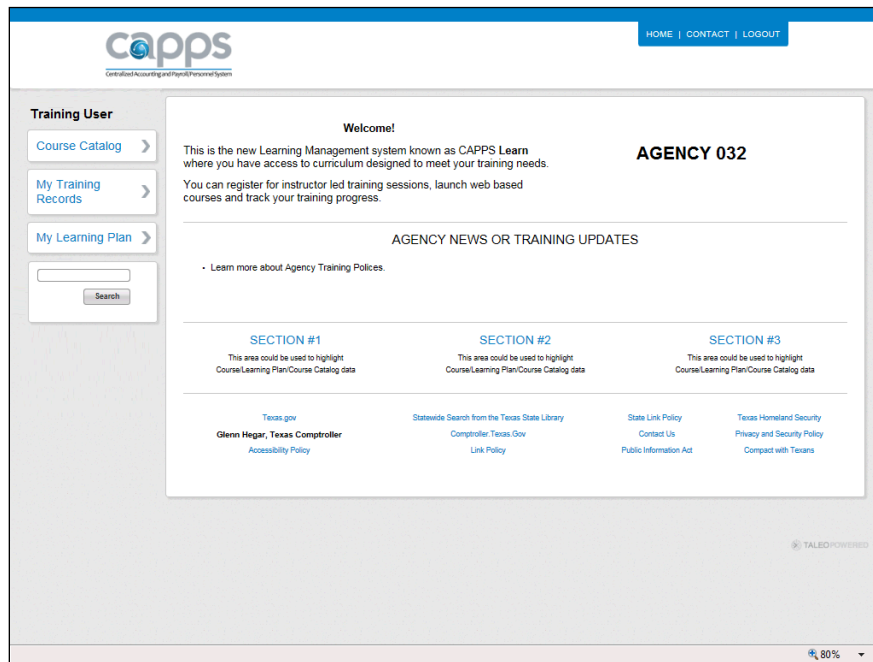 HOME | CONTACT | LOGOUT
capps
Centralized Accounting and Payroll/Personnel System
Training User
Course Catalog
My Training
Records
My Learning Plan
Search
Welcome!
This is the new Learning Management system known as CAPPS Learn
where you have access to curriculum designed to meet your training needs.
You can register for instructor led training sessions, launch web based
courses and track your training progress.
AGENCY 032
AGENCY NEWS OR TRAINING UPDATES
• Learn more about Agency Training Polices.
SECTION #1
This area could be used to highlight
Course/Learning Plan/Course Catalog data
SECTION #2
This area could be used to highlight
Course/Learning Plan/Course Catalog data
SECTION #3
This area could be used to highlight
Course/Learning Plan/Course Catalog data
Texas.gov Statewide Search from the Texas State Library State Link Policy Texas Homeland Security
Glenn Hegar, Texas Comptroller Comptroller.Texas.Gov Contact Us Privacy and Security Policy
Accessibility Policy Link Policy Public Information Act Compact with Texans
TALEOPOWERED
80%